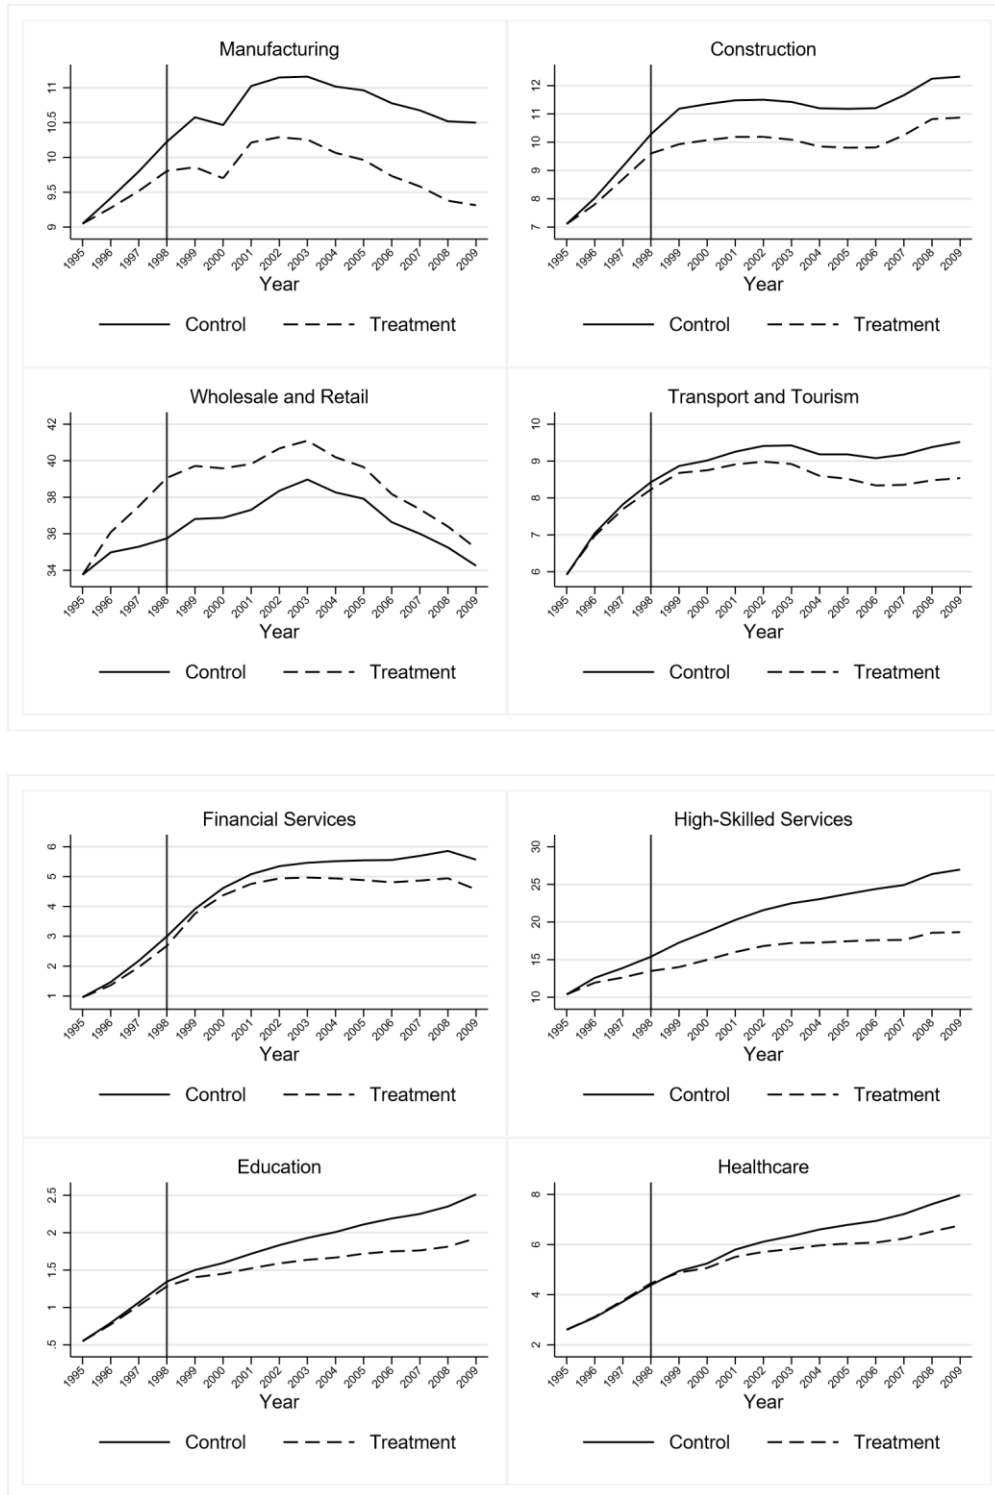 Manufacturing
11
10.5
10
9.5
9
1995 1996 1997 1998 1999 2000 2001 2002 2003 2004 2005 2006 2007 2008 2009
Year
Control Treatment
Construction
12
11
10
9
8
7
1995 1996 1997 1998 1999 2000 2001 2002 2003 2004 2005 2006 2007 2008 2009
Year
Control Treatment
Wholesale and Retail
42
40
38
36
34
1995 1996 1997 1998 1999 2000 2001 2002 2003 2004 2005 2006 2007 2008 2009
Year
Control Treatment
Transport and Tourism
10
9
8
7
6
1995 1996 1997 1998 1999 2000 2001 2002 2003 2004 2005 2006 2007 2008 2009
Year
Control Treatment
Financial Services
6
5
4
3
2
1
1995 1996 1997 1998 1999 2000 2001 2002 2003 2004 2005 2006 2007 2008 2009
Year
Control Treatment
High-Skilled Services
30
25
20
15
10
1995 1996 1997 1998 1999 2000 2001 2002 2003 2004 2005 2006 2007 2008 2009
Year
Control Treatment
Education
2.5
2
1.5
1
.5
1995 1996 1997 1998 1999 2000 2001 2002 2003 2004 2005 2006 2007 2008 2009
Year
Control Treatment
Healthcare
8
6
4
2
1995 1996 1997 1998 1999 2000 2001 2002 2003 2004 2005 2006 2007 2008 2009
Year
Control Treatment